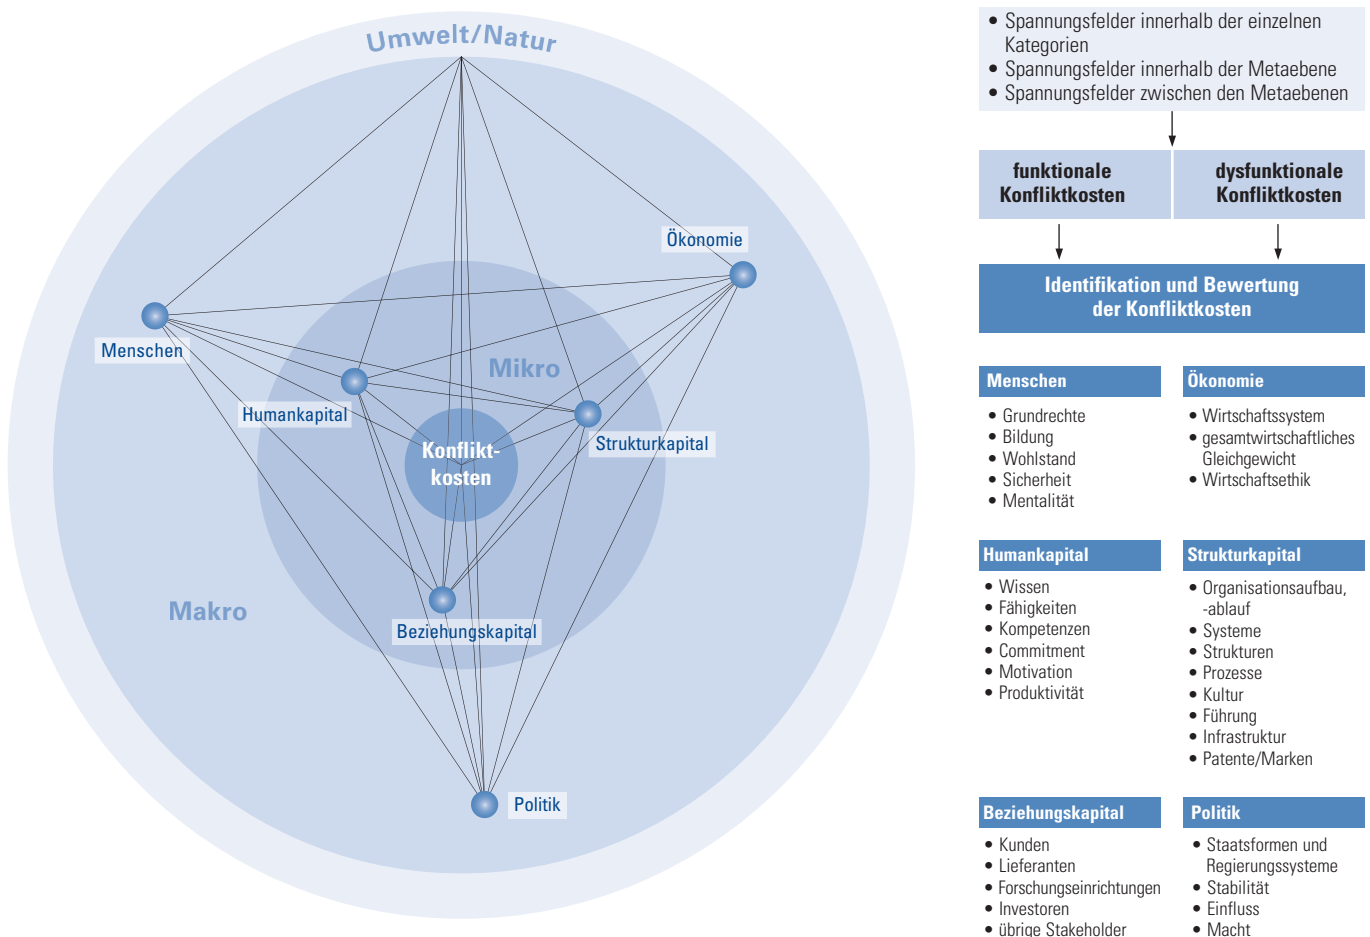 Umwelt/Natur
Ökonomie
Menschen
Mikro
Humankapital
Strukturkapital
Konflikt-
kosten
Makro
Beziehungskapital
Politik
• Spannungsfelder innerhalb der einzelnen
Kategorien
• Spannungsfelder innerhalb der Metaebene
• Spannungsfelder zwischen den Metaebenen
funktionale
Konfliktkosten
dysfunktionale
Konfliktkosten
Identifikation und Bewertung
der Konfliktkosten
Menschen
• Grundrechte
• Bildung
• Wohlstand
• Sicherheit
• Mentalität
Ökonomie
• Wirtschaftssystem
• gesamtwirtschaftliches
Gleichgewicht
• Wirtschaftsethik
Humankapital
• Wissen
• Fähigkeiten
• Kompetenzen
• Commitment
• Motivation
• Produktivität
Strukturkapital
• Organisationsaufbau,
-ablauf
• Systeme
• Strukturen
• Prozesse
• Kultur
• Führung
• Infrastruktur
• Patente/Marken
Beziehungskapital
• Kunden
• Lieferanten
• Forschungseinrichtungen
• Investoren
• übrige Stakeholder
Politik
• Staatsformen und
Regierungssysteme
• Stabilität
• Einfluss
• Macht